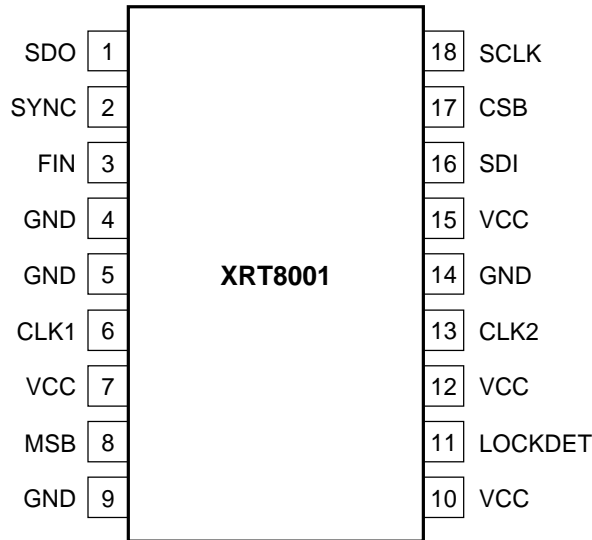 SDO 1 18 SCLK
SYNC 2 17 CSB
FIN 3 16 SDI
GND 4 15 VCC
GND 5 XRT8001 14 GND
CLK1 6 13 CLK2
VCC 7 12 VCC
MSB 8 11 LOCKDET
GND 9 10 VCC